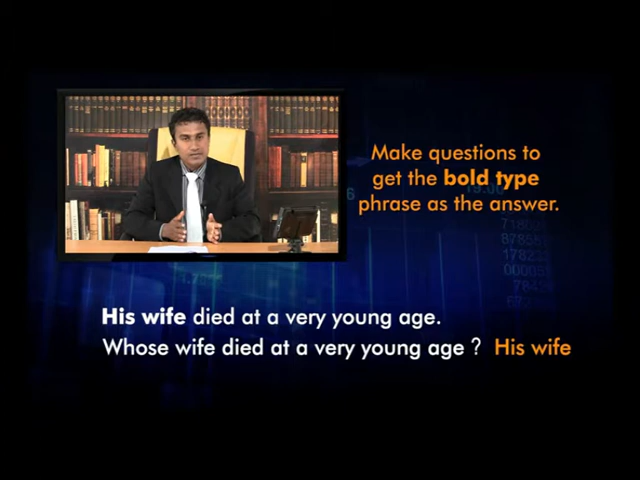 Make questions to
get the bold type
phrase as the answer.
His wife died at a very young age.
Whose wife died at a very young age ? His wife